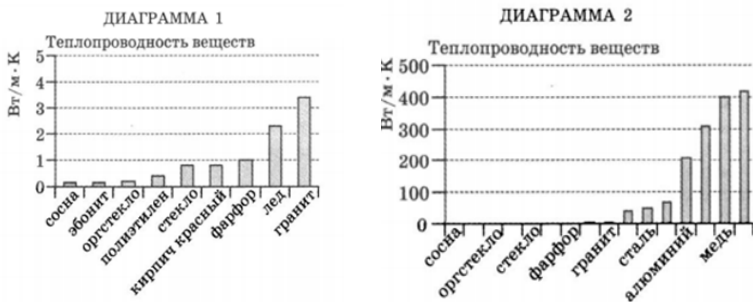 ДИАГРАММА 1
Теплопроводность веществ
Вт/м · К
5
4
3
2
1
0
сосна
эбонит
оргстекло
полиэтилен
стекло
кирпич красный
фарфор
лед
гранит
ДИАГРАММА 2
Теплопроводность веществ
Вт/м · К
500
400
300
200
100
0
сосна
оргстекло
стекло
фарфор
гранит
сталь
алюминий
медь